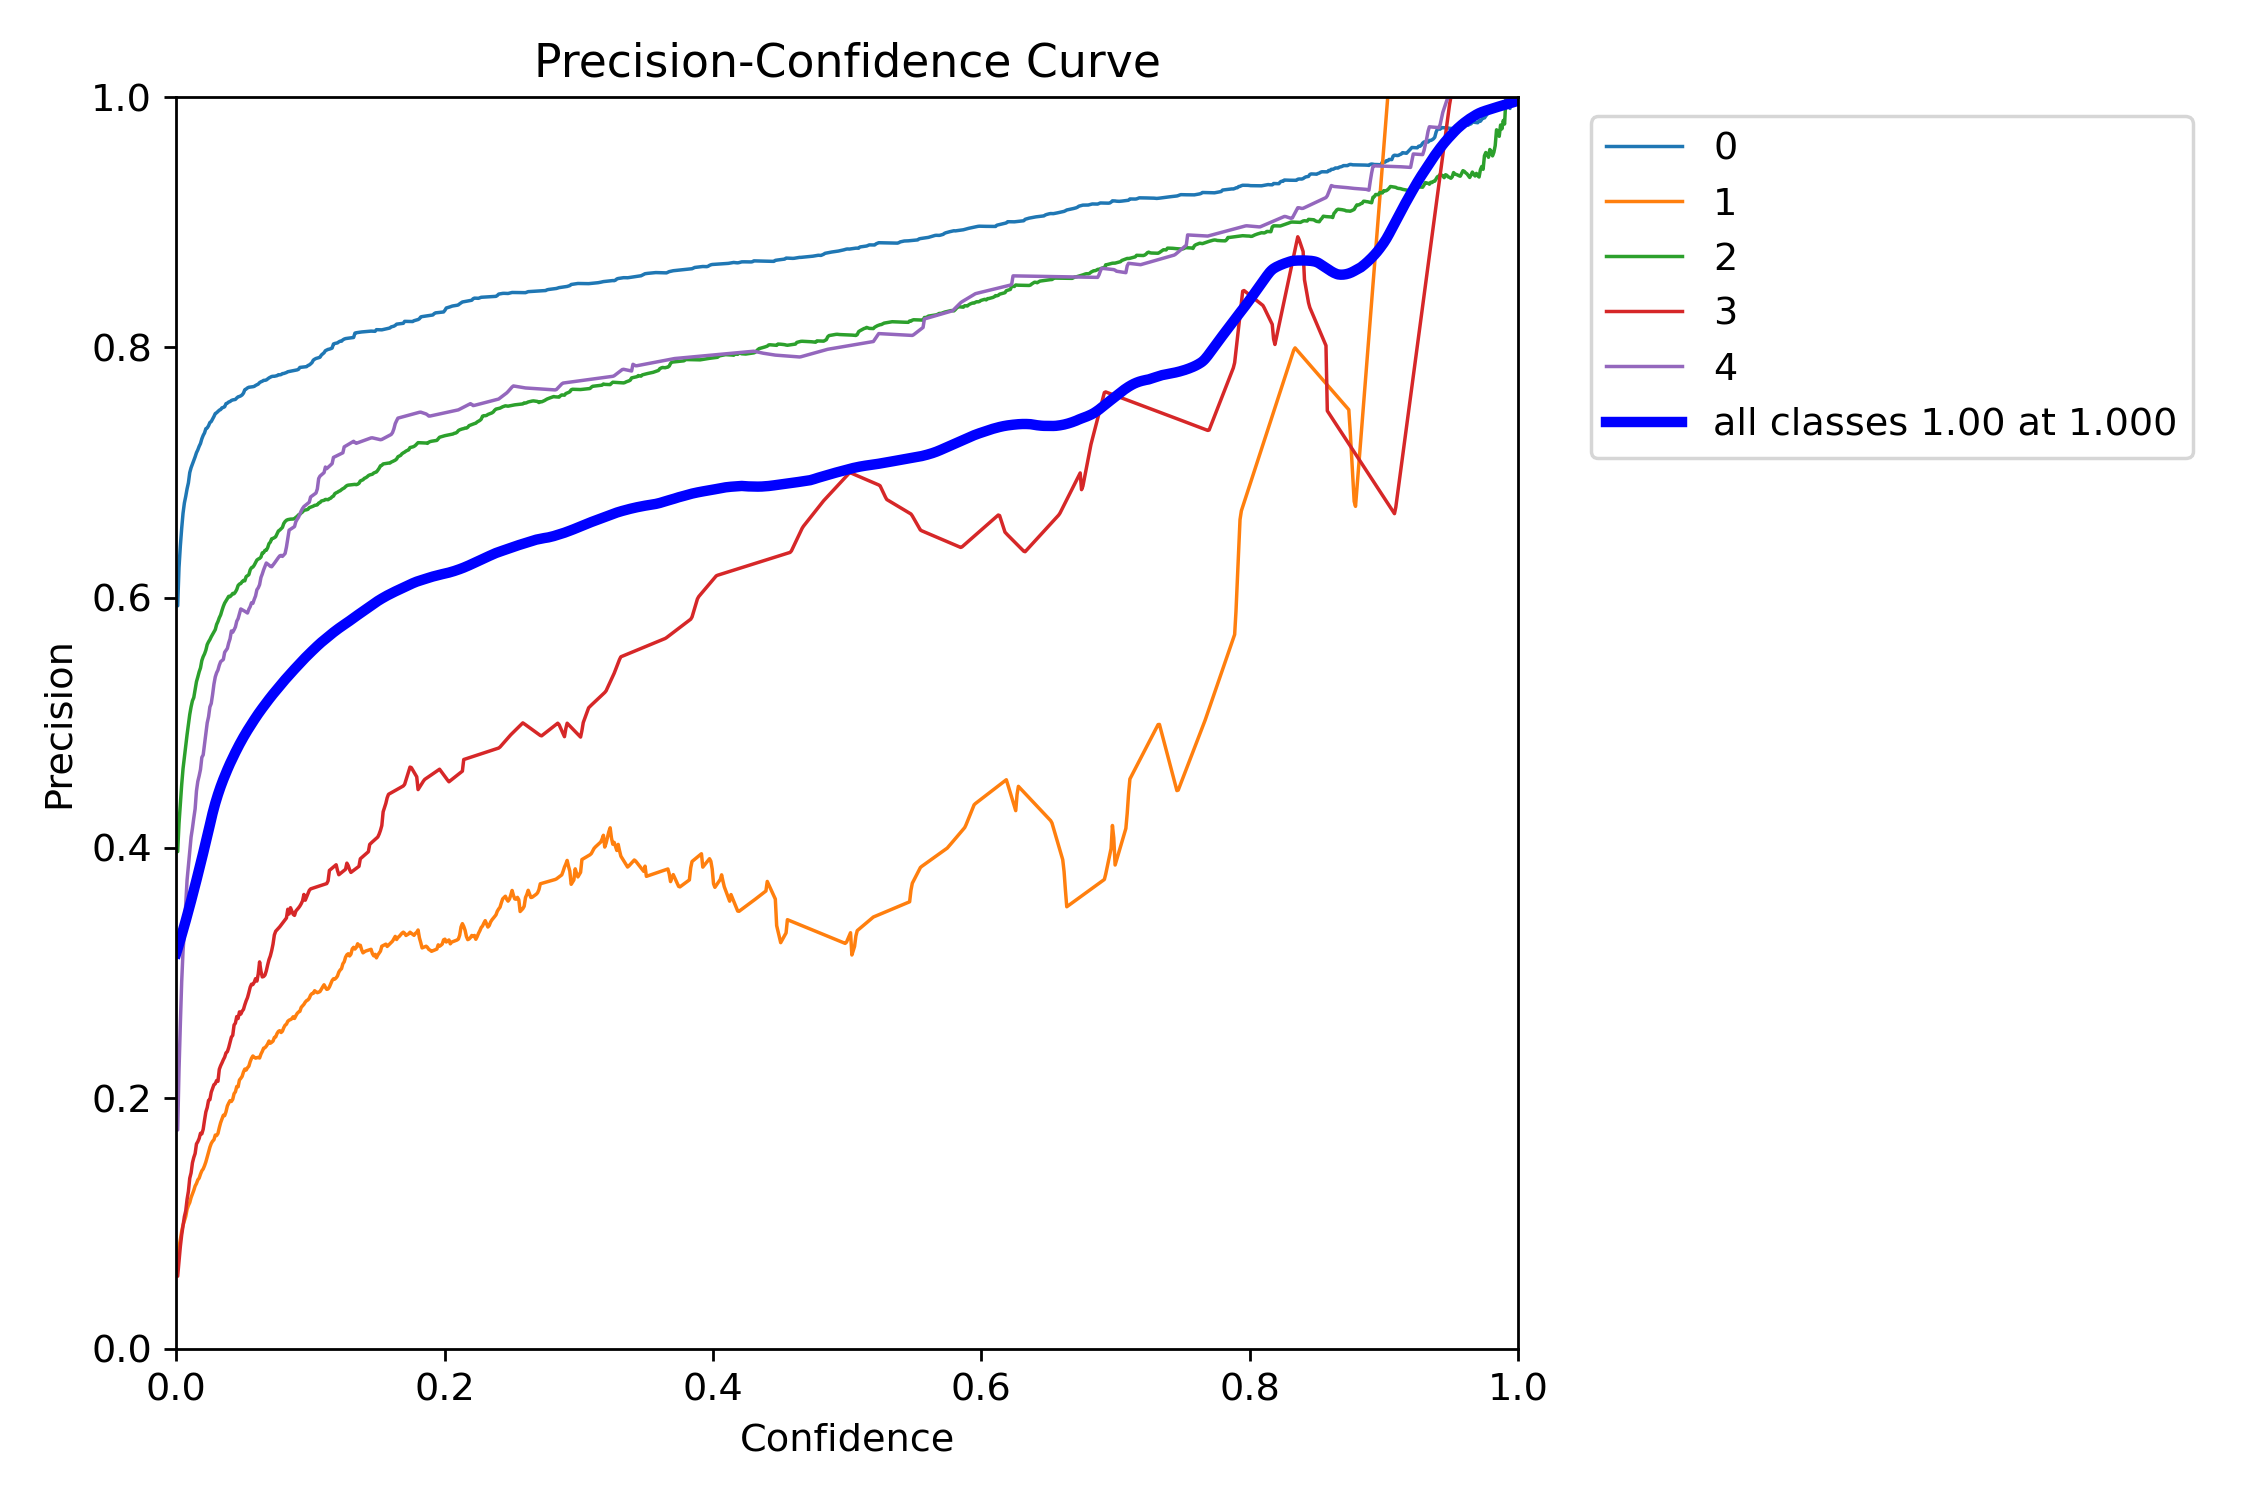 Precision-Confidence Curve
1.0
0.8
0.6
0.4
0.2
0.0
Precision
0.0 0.2 0.4 0.6 0.8 1.0
Confidence
0
1
2
3
4
all classes 1.00 at 1.000